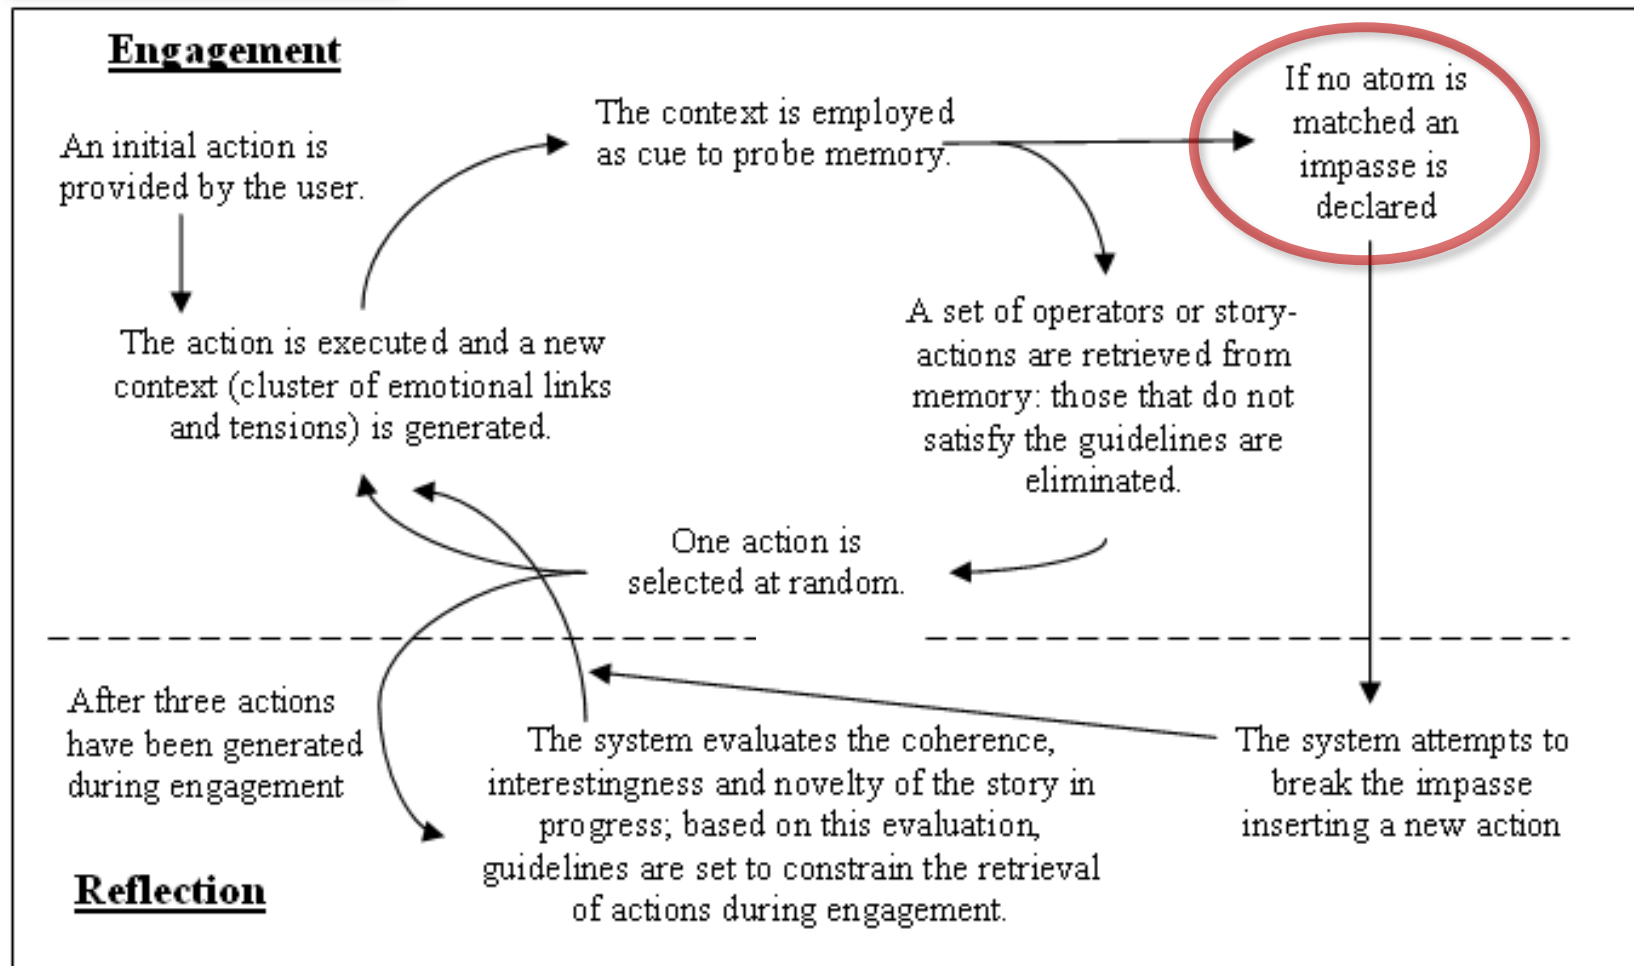 Engagement
An initial action is
provided by the user.
The context is employed
as cue to probe memory.
If no atom is
matched an
impasse is
declared
The action is executed and a new
context (cluster of emotional links
and tensions) is generated.
A set of operators or story-
actions are retrieved from
memory: those that do not
satisfy the guidelines are
eliminated.
One action is
selected at random.
After three actions
have been generated
during engagement
The system evaluates the coherence,
interestingness and novelty of the story in
progress; based on this evaluation,
guidelines are set to constrain the retrieval
of actions during engagement.
The system attempts to
break the impasse
inserting a new action
Reflection